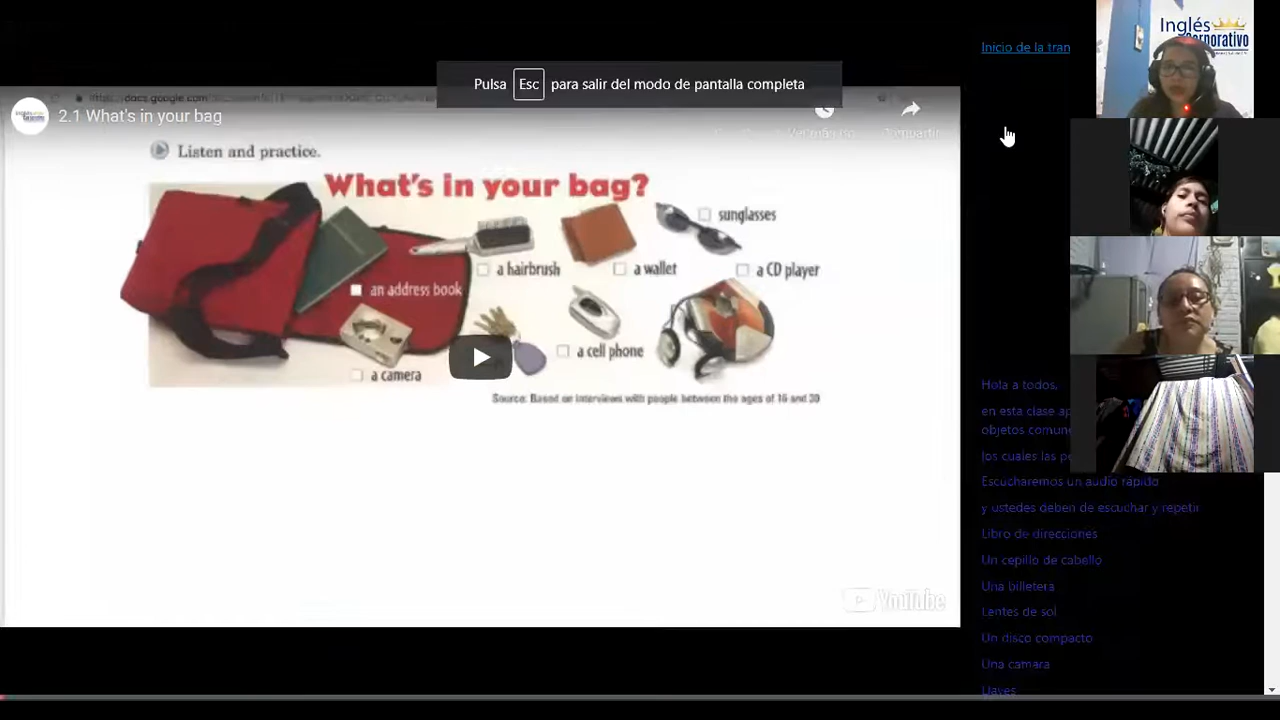 Inglés
Corporativo
Inicio de la tran
Pulsa Esc para salir del modo de pantalla completa
2.1 What's in your bag
Listen and practice.
What's in your bag?
sunglasses
a hairbrush
a wallet
a CD player
an address book
a cell phone
a camera
Source: Based on interviews with people between the ages of 16 and 30
YouTube
Hola a todos,
en esta clase
objetos
los cuales las
Escucharemos un audio rápido
y ustedes deben de escuchar y repetir
Libro de direcciones
Un cepillo de cabello
Una billetera
Lentes de sol
Un disco compacto
Una camara
Llaves